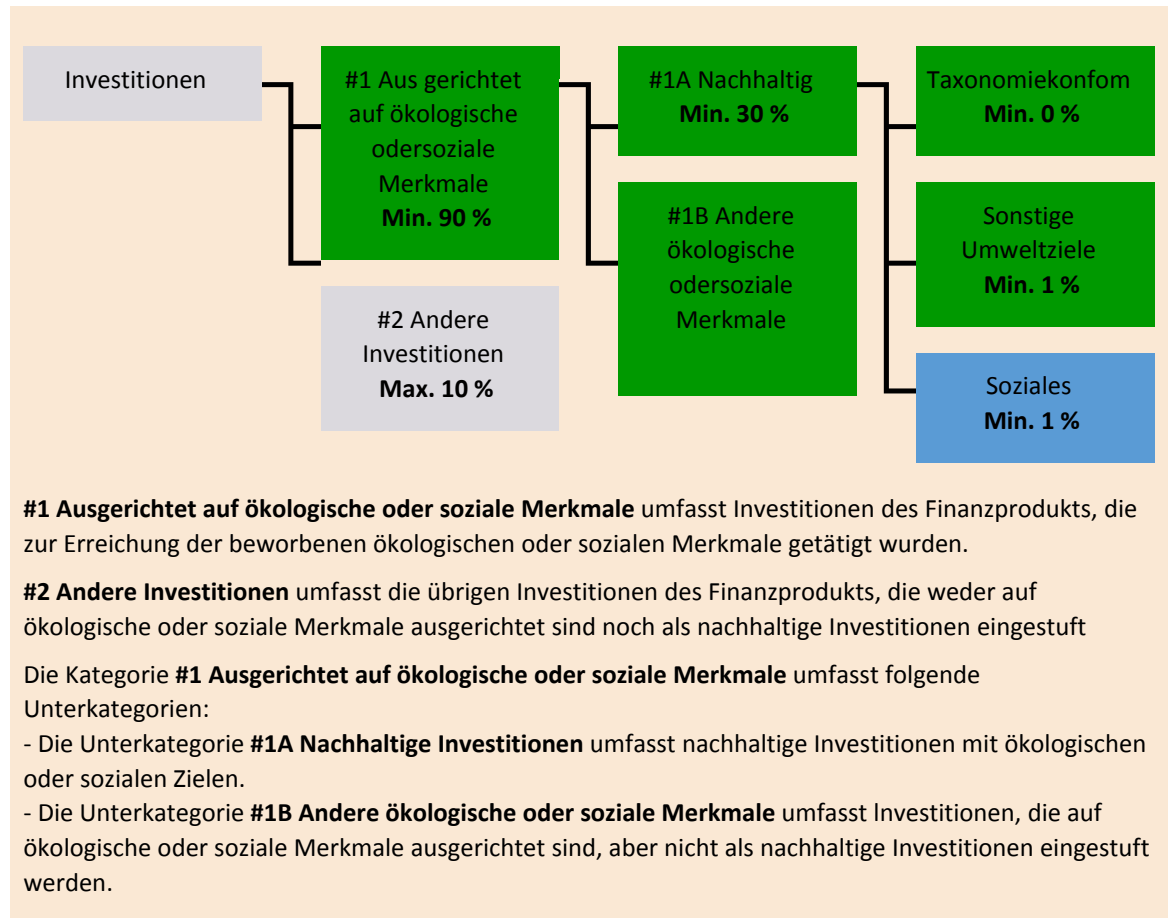 Investitionen
#1 Aus gerichtet
auf ökologische
odersoziale
Merkmale
Min. 90 %
#2 Andere
Investitionen
Max. 10 %
#1A Nachhaltig
Min. 30 %
#1B Andere
ökologische
odersoziale
Merkmale
Taxonomiekonfom
Min. 0 %
Sonstige
Umweltziele
Min. 1 %
Soziales
Min. 1 %
#1 Ausgerichtet auf ökologische oder soziale Merkmale umfasst Investitionen des Finanzprodukts, die
zur Erreichung der beworbenen ökologischen oder sozialen Merkmale getätigt wurden.
#2 Andere Investitionen umfasst die übrigen Investitionen des Finanzprodukts, die weder auf
ökologische oder soziale Merkmale ausgerichtet sind noch als nachhaltige Investitionen eingestuft
Die Kategorie #1 Ausgerichtet auf ökologische oder soziale Merkmale umfasst folgende
Unterkategorien:
- Die Unterkategorie #1A Nachhaltige Investitionen umfasst nachhaltige Investitionen mit ökologischen
oder sozialen Zielen.
- Die Unterkategorie #1B Andere ökologische oder soziale Merkmale umfasst lnvestitionen, die auf
ökologische oder soziale Merkmale ausgerichtet sind, aber nicht als nachhaltige Investitionen eingestuft
werden.